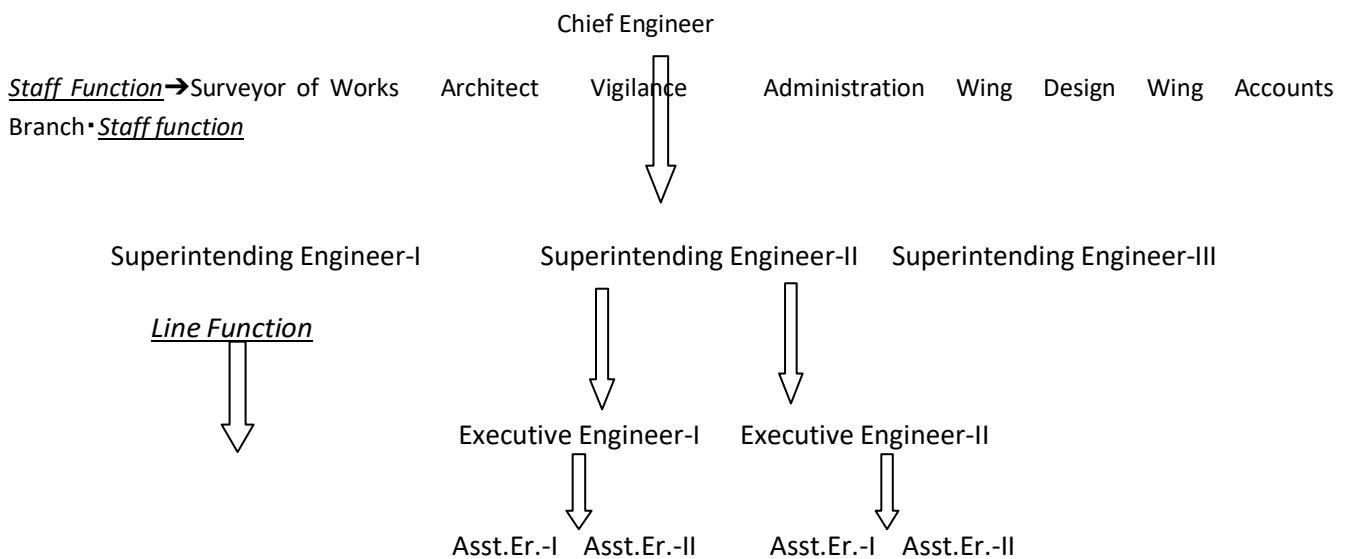 Chief Engineer
Staff Function➔Surveyor of Works Architect Vigilance Administration Wing Design Wing Accounts
Branch▪Staff function
Superintending Engineer-I Superintending Engineer-II Superintending Engineer-III
Line Function
Executive Engineer-I Executive Engineer-II
Asst.Er.-I Asst.Er.-II Asst.Er.-I Asst.Er.-II